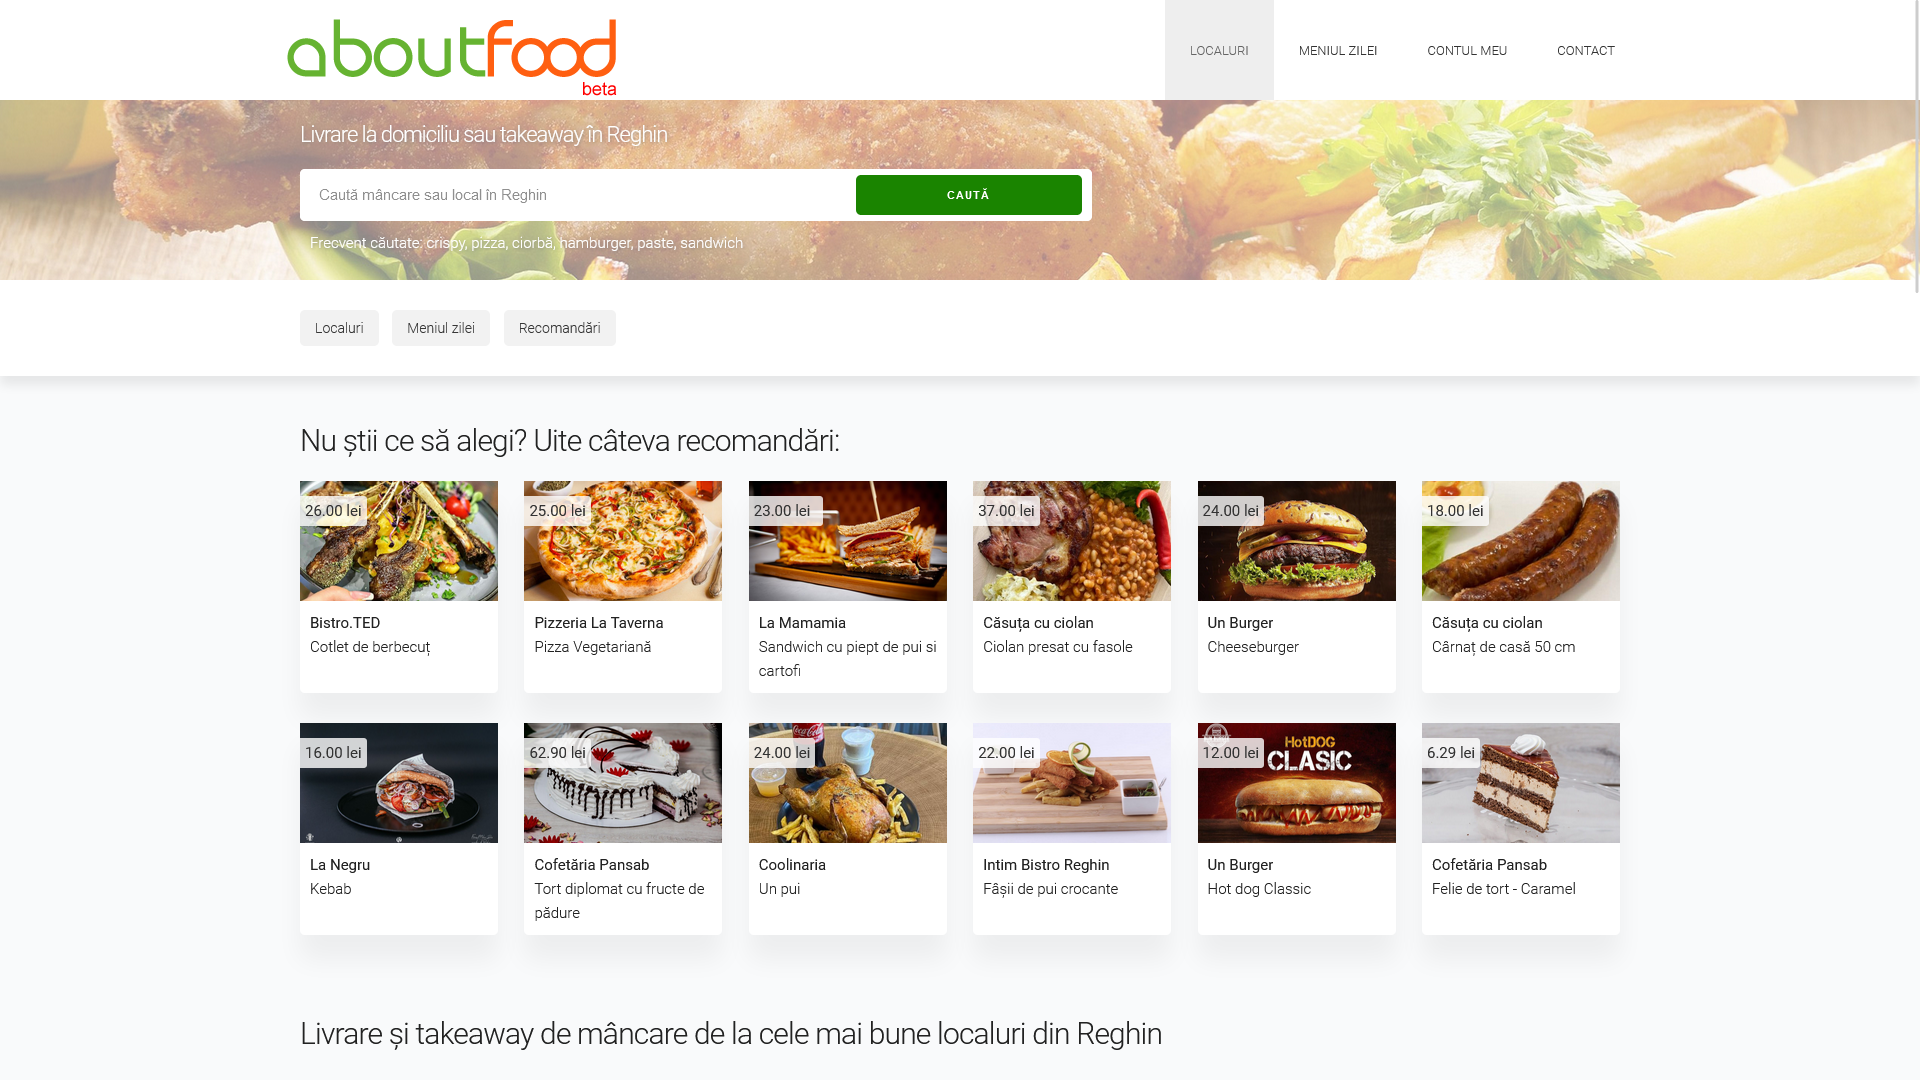 aboutfood
beta
LOCALURI
MENIUL ZILEI
CONTUL MEU
CONTACT
Livrare la domiciliu sau takeaway în Reghin
Caută mâncare sau local în Reghin
CAUTĂ
Frecvent căutate: crispy, pizza, ciorbă, hamburger, paste, sandwich
Localuri
Meniul zilei
Recomandări
Nu știi ce să alegi? Uite câteva recomandări:
26.00 lei
Bistro.TED
Cotlet de berbecuț
25.00 lei
Pizzeria La Taverna
Pizza Vegetariană
23.00 lei
La Mamamia
Sandwich cu piept de pui si
cartofi
37.00 lei
Căsuța cu ciolan
Ciolan presat cu fasole
24.00 lei
Un Burger
Cheeseburger
18.00 lei
Căsuța cu ciolan
Cârnaț de casă 50 cm
16.00 lei
La Negru
Kebab
62.90 lei
Cofetăria Pansab
Tort diplomat cu fructe de
pădure
24.00 lei
Coca-Cola
Coolinaria
Un pui
22.00 lei
Intim Bistro Reghin
Fâșii de pui crocante
12.00 lei
HotDOG
CLASIC
Un Burger
Hot dog Classic
6.29 lei
Cofetăria Pansab
Felie de tort - Caramel
Livrare și takeaway de mâncare de la cele mai bune localuri din Reghin